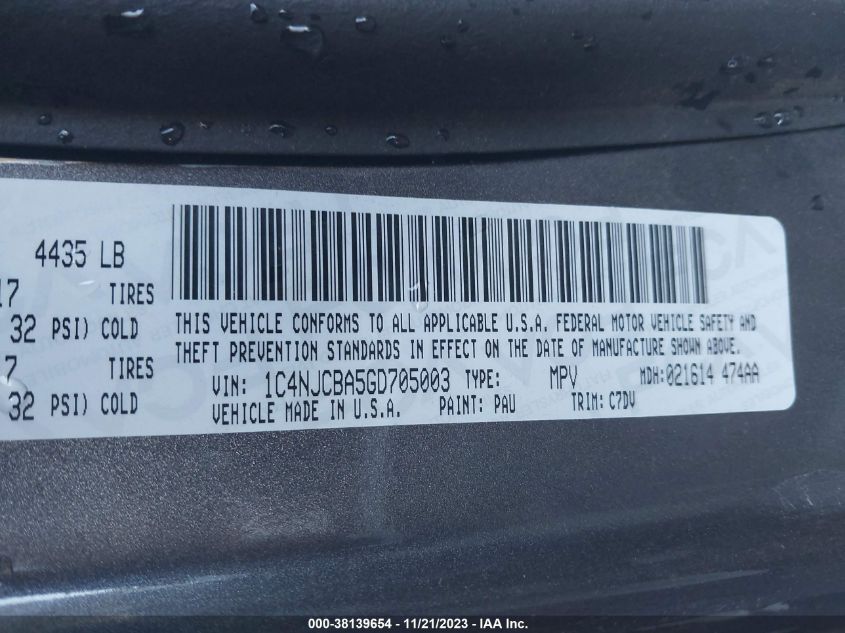 4435 LB
17 TIRES
32 PSI) COLD
7 TIRES
32 PSI) COLD
THIS VEHICLE CONFORMS TO ALL APPLICABLE U.S.A. FEDERAL MOTOR VEHICLE SAFETY AND
THEFT PREVENTION STANDARDS IN EFFECT ON THE DATE OF MANUFACTURE SHOWN ABOVE.
VIN: 1C4NJCBA5GD705003 TYPE: MPV MDH:021614 474AA
VEHICLE MADE IN U.S.A. PAINT: PAU TRIM: C7DV
000-38139654 - 11/21/2023 - IAA Inc.